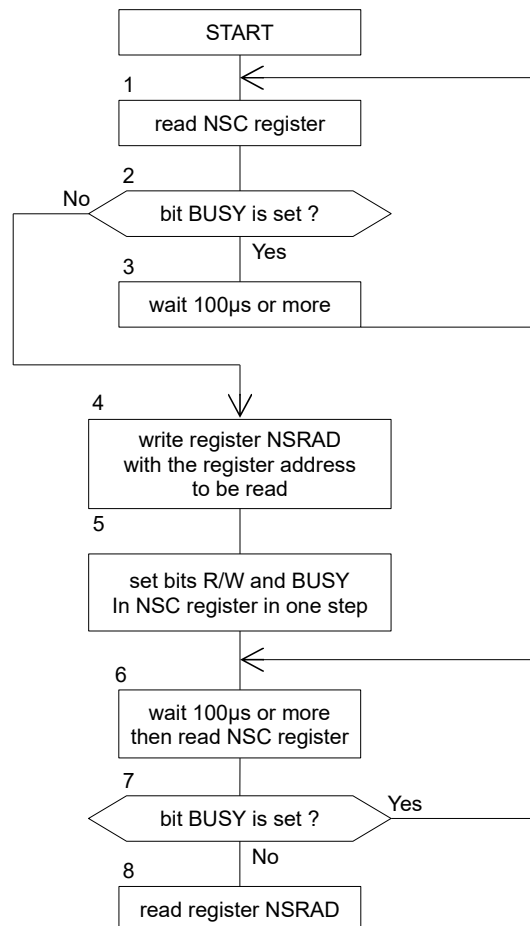 START
1
read NSC register
2
No
bit BUSY is set ?
Yes
3
wait 100µs or more
4
write register NSRAD
with the register address
to be read
5
set bits R/W and BUSY
In NSC register in one step
6
wait 100µs or more
then read NSC register
7
bit BUSY is set ?
Yes
No
8
read register NSRAD